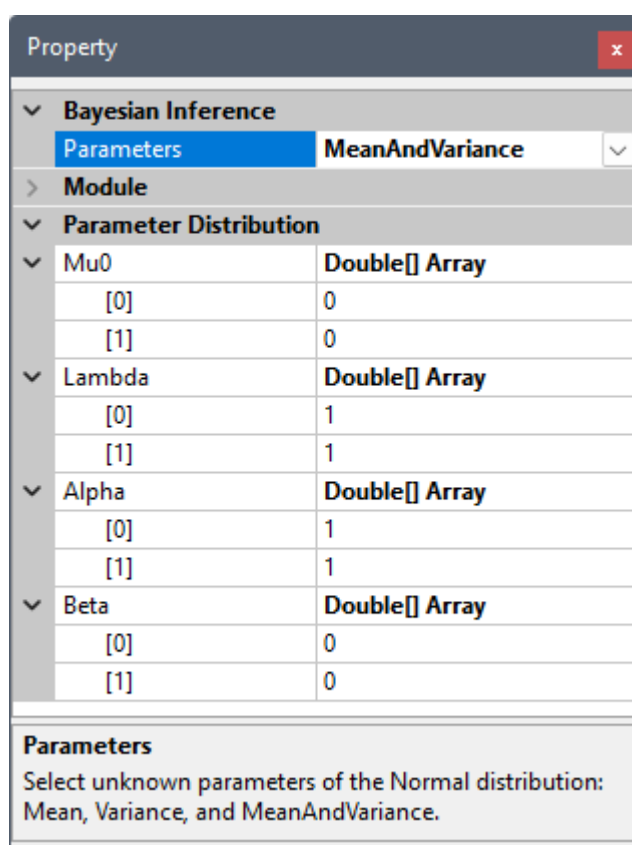 Property x
Bayesian Inference
Parameters MeanAndVariance
Module
Parameter Distribution
Mu0 Double[] Array
[0] 0
[1] 0
Lambda Double[] Array
[0] 1
[1] 1
Alpha Double[] Array
[0] 1
[1] 1
Beta Double[] Array
[0] 0
[1] 0
Parameters
Select unknown parameters of the Normal distribution:
Mean, Variance, and MeanAndVariance.